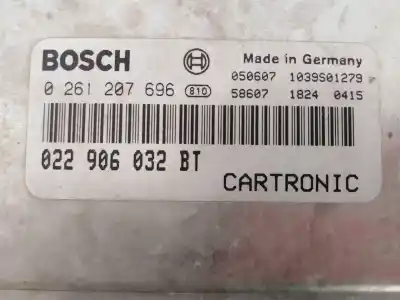 BOSCH Made in Germany
050607 1039S01279
0 261 207 696 810
58607 1824 0415
022 906 032 BT
CARTRONIC